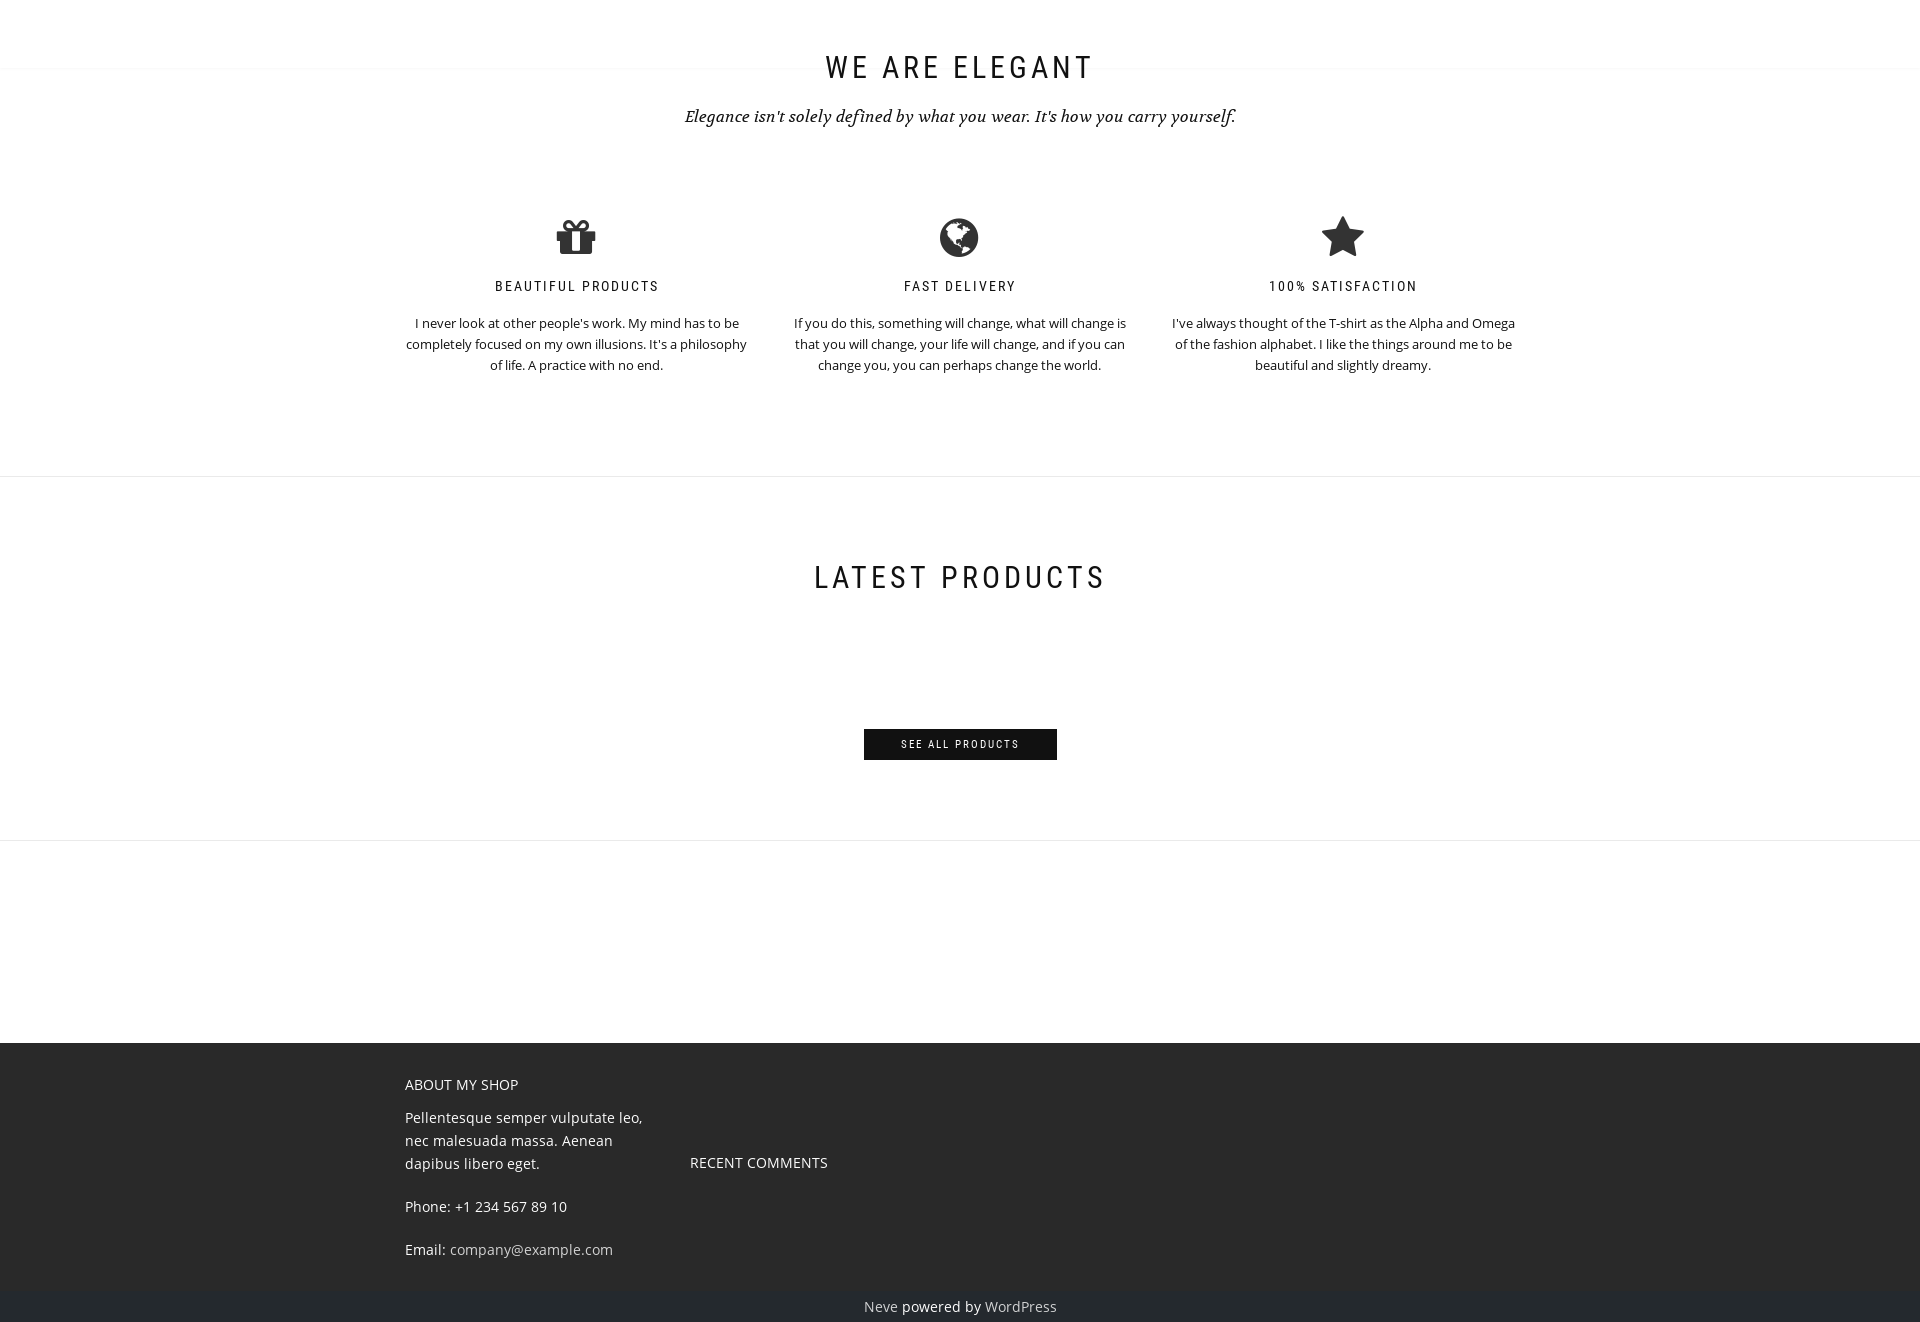 WE ARE ELEGANT
Elegance isn't solely defined by what you wear. It's how you carry yourself.
BEAUTIFUL PRODUCTS
I never look at other people's work. My mind has to be
completely focused on my own illusions. It's a philosophy
of life. A practice with no end.
FAST DELIVERY
If you do this, something will change, what will change is
that you will change, your life will change, and if you can
change you, you can perhaps change the world.
100% SATISFACTION
I've always thought of the T-shirt as the Alpha and Omega
of the fashion alphabet. I like the things around me to be
beautiful and slightly dreamy.
LATEST PRODUCTS
SEE ALL PRODUCTS
ABOUT MY SHOP
Pellentesque semper vulputate leo,
nec malesuada massa. Aenean
dapibus libero eget.
Phone: +1 234 567 89 10
Email: company@example.com
RECENT COMMENTS
Neve powered by WordPress